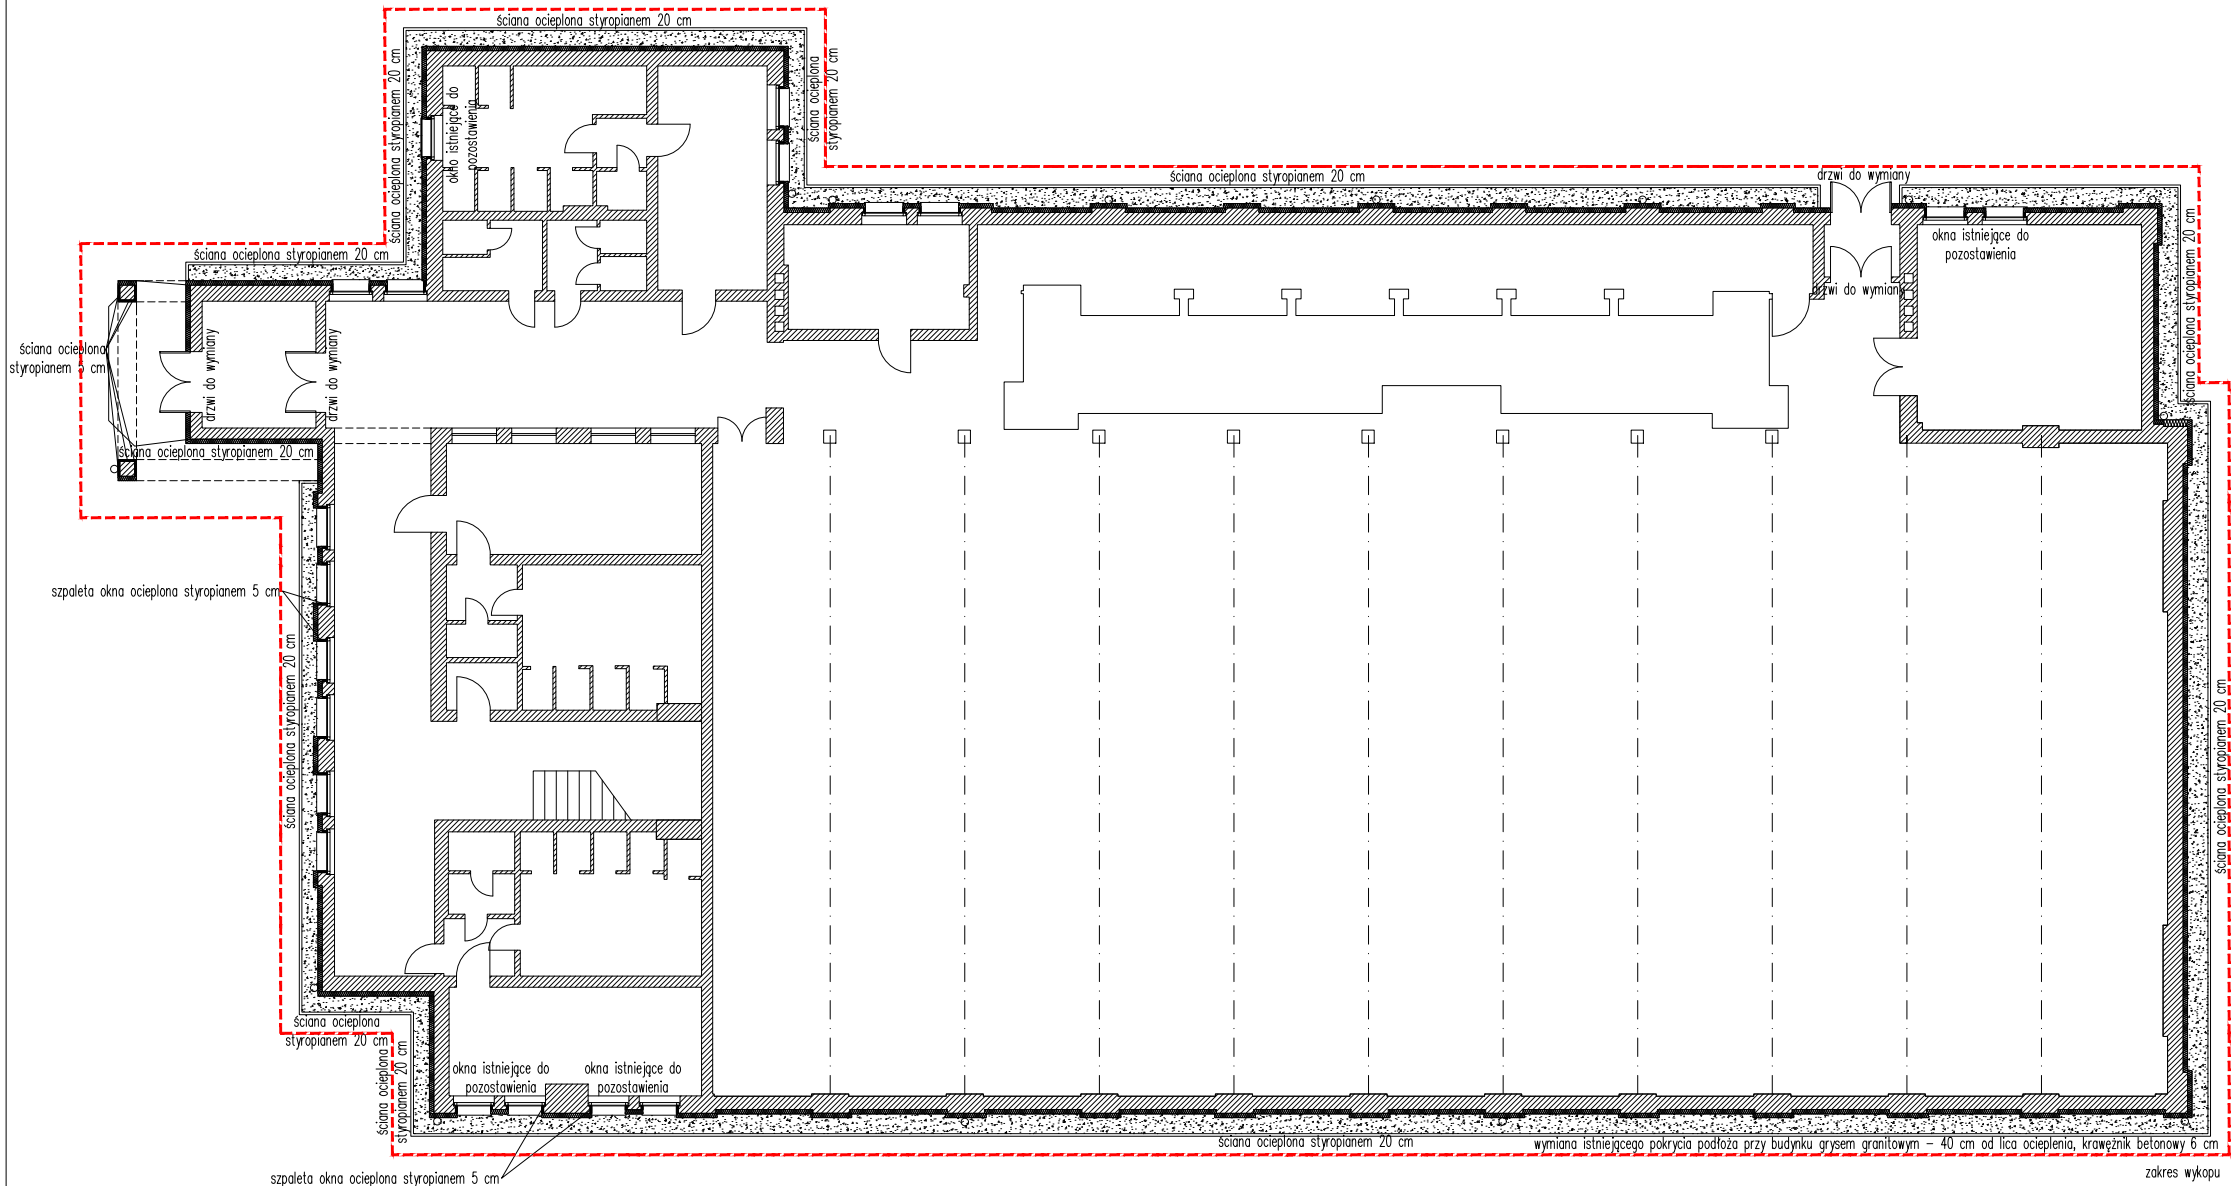 ściana ocieplona styropianem 20 cm
ściana ocieplona styropianem 20 cm
ściana ocieplona
styropianem 20 cm
okno istniejące do
pozostawienia
ściana ocieplona styropianem 20 cm
ściana ocieplona styropianem 20 cm
drzwi do wymiany
drzwi do wymiany
okna istniejące do
pozostawienia
ściana ocieplona styropianem 20 cm
ściana ocieplona styropianem 20 cm
ściana ocieplona
styropianem 5 cm
drzwi do wymiany
drzwi do wymiany
ściana ocieplona styropianem 20 cm
szpaleta okna ocieplona styropianem 5 cm
ściana ocieplona styropianem 20 cm
ściana ocieplona styropianem 20 cm
ściana ocieplona
styropianem 20 cm
ściana ocieplona
styropianem 20 cm
okna istniejące do
pozostawienia
okna istniejące do
pozostawienia
ściana ocieplona styropianem 20 cm
wymiana istniejącego pokrycia podłoża przy budynku grysem granitowym – 40 cm od lica ocieplenia, krawężnik betonowy 6 cm
szpaleta okna ocieplona styropianem 5 cm
zakres wykopu